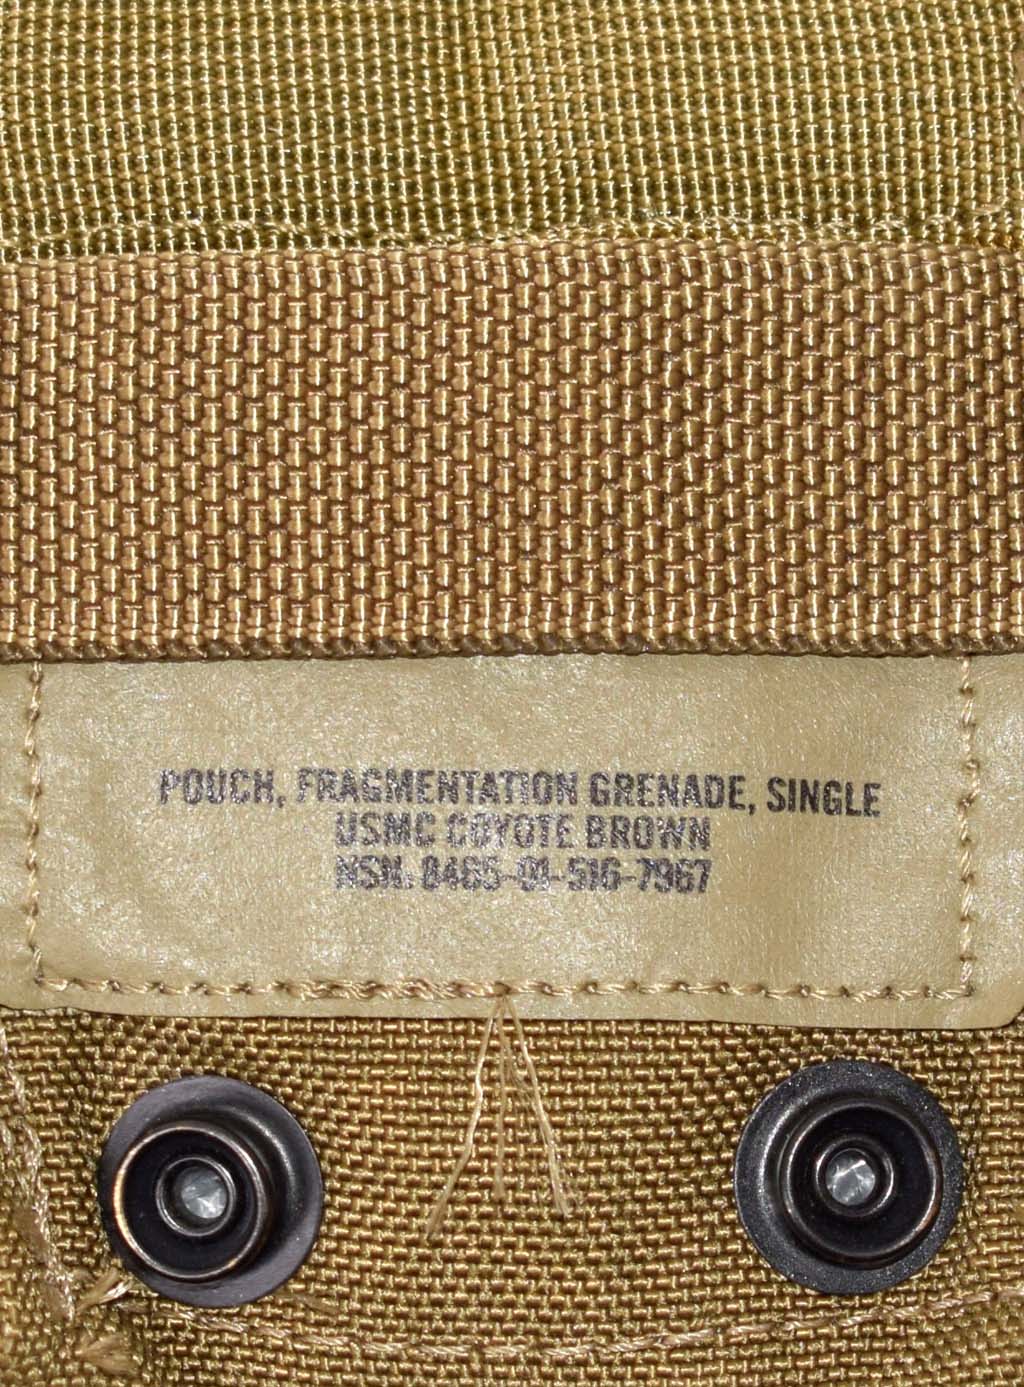 POUCH, FRAGMENTATION GRENADE, SINGLE
USMC COYOTE BROWN
NSN: 8465-01-516-7967